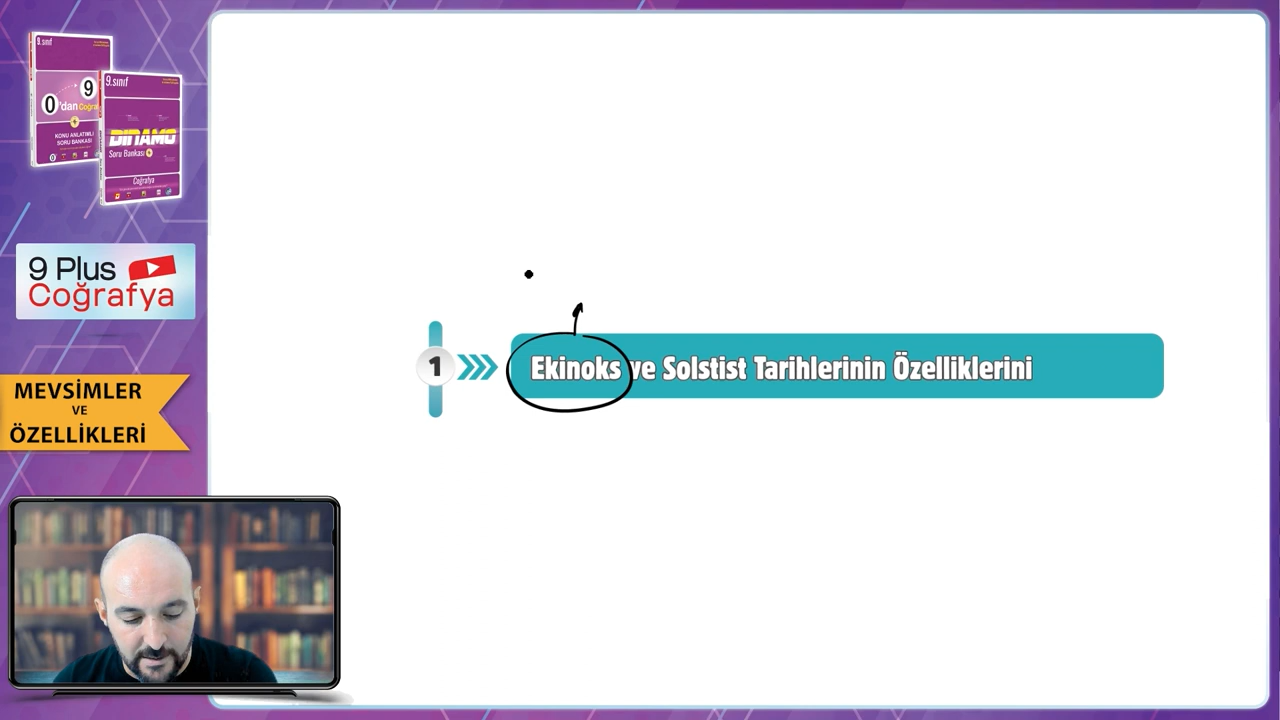 9.sınıf
9
0'dan Coğra
KONU ANLATIMLI
SORU BANKASI
9.sınıf
DİNAMO
Soru Bankası
Coğrafya
9 Plus
Coğrafya
MEVSİMLER
VE
ÖZELLİKLERİ
1
Ekinoks ve Solstist Tarihlerinin Özelliklerini